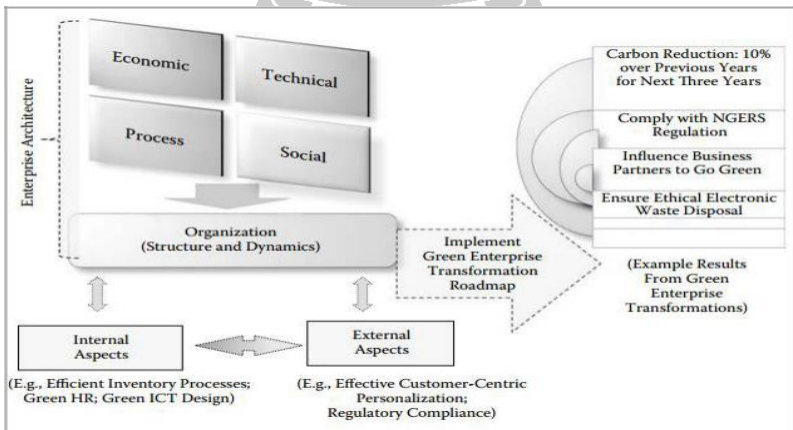 Enterprise Architecture
Economic
Technical
Process
Social
Organization
(Structure and Dynamics)
Internal
Aspects
(E.g., Efficient Inventory Processes;
Green HR; Green ICT Design)
External
Aspects
(E.g., Effective Customer-Centric
Personalization;
Regulatory Compliance)
Implement
Green Enterprise
Transformation
Roadmap
Carbon Reduction: 10%
over Previous Years
for Next Three Years
Comply with NGERS
Regulation
Influence Business
Partners to Go Green
Ensure Ethical Electronic
Waste Disposal
(Example Results
From Green
Enterprise
Transformations)